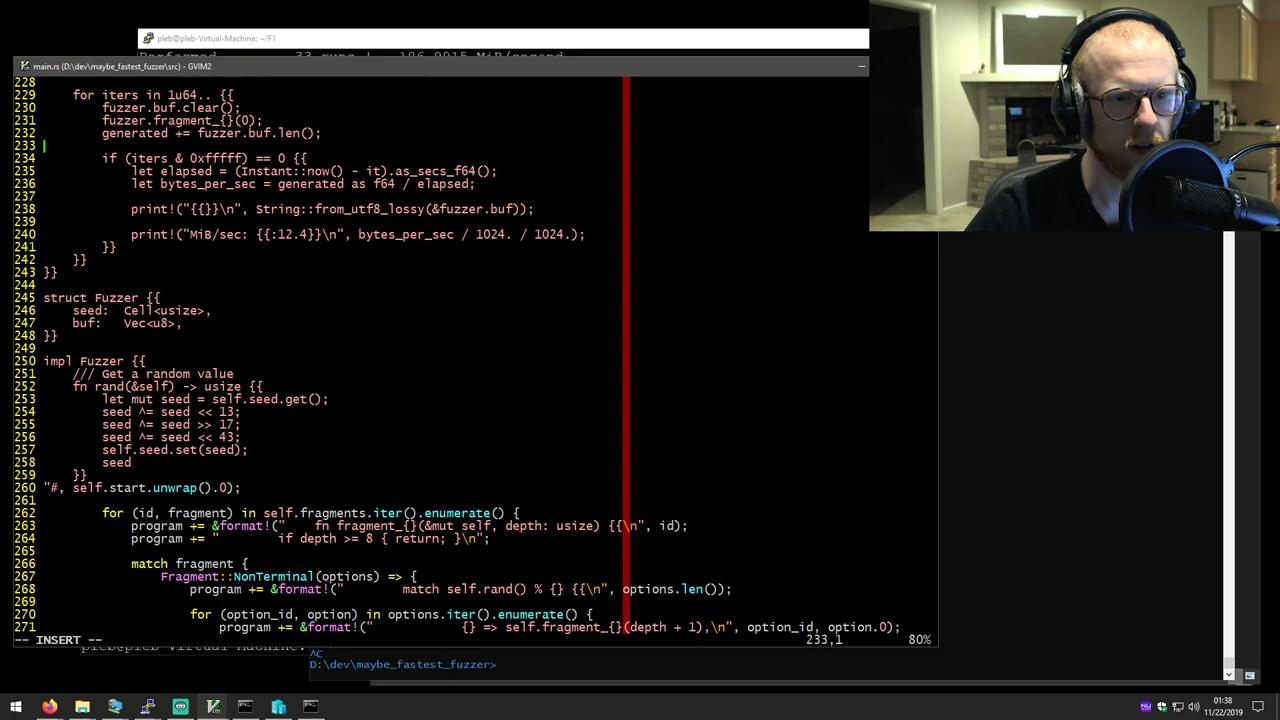 pleb@pleb-Virtual-Machine: ~/F1
main.rs (D:\dev\maybe_fastest_fuzzer\src) - GVIM2
228
229     for iters in 1u64.. {{
230         fuzzer.buf.clear();
231         fuzzer.fragment_{}(0);
232         generated += fuzzer.buf.len();
233
234         if (iters & 0xfffff) == 0 {{
235             let elapsed = (Instant::now() - it).as_secs_f64();
236             let bytes_per_sec = generated as f64 / elapsed;
237
238             print!("{{}}\n", String::from_utf8_lossy(&fuzzer.buf));
239
240             print!("MiB/sec: {{:12.4}}\n", bytes_per_sec / 1024. / 1024.);
241         }}
242     }}
243 }}
244
245 struct Fuzzer {{
246     seed:  Cell<usize>,
247     buf:   Vec<u8>,
248 }}
249
250 impl Fuzzer {{
251     /// Get a random value
252     fn rand(&self) -> usize {{
253         let mut seed = self.seed.get();
254         seed ^= seed << 13;
255         seed ^= seed >> 17;
256         seed ^= seed << 43;
257         self.seed.set(seed);
258         seed
259     }}
260 "#, self.start.unwrap().0);
261
262         for (id, fragment) in self.fragments.iter().enumerate() {
263             program += &format!("    fn fragment_{}(&mut self, depth: usize) {{\n", id);
264             program += "        if depth >= 8 { return; }\n";
265
266             match fragment {
267                 Fragment::NonTerminal(options) => {
268                     program += &format!("        match self.rand() % {} {{\n", options.len());
269
270                     for (option_id, option) in options.iter().enumerate() {
271                         program += &format!("            {} => self.fragment_{}(depth + 1),\n", option_id, option.0);
-- INSERT --                    233,1    80%
^C
D:\dev\maybe_fastest_fuzzer>
01:38
11/22/2019